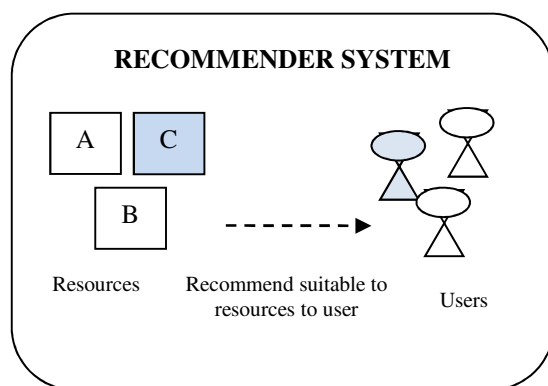 RECOMMENDER SYSTEM
A
C
B
Resources
Recommend suitable to
resources to user
Users